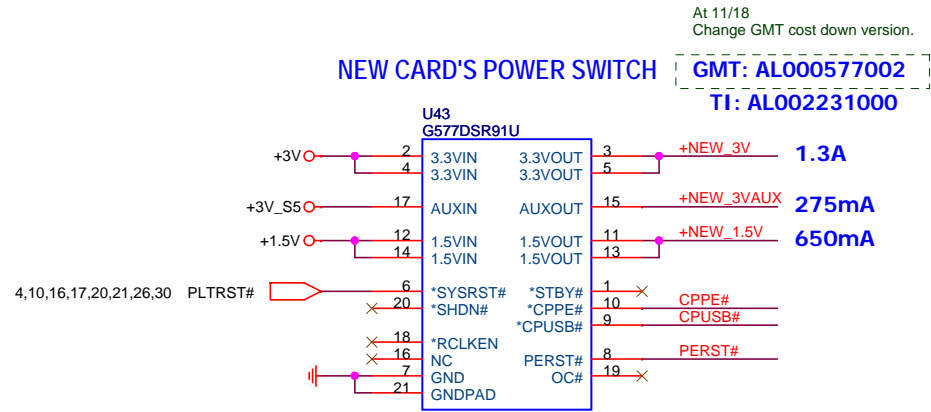 At 11/18
Change GMT cost down version.
NEW CARD'S POWER SWITCH
GMT: AL000577002
TI: AL002231000
U43
G577DSR91U
+3V 2 3.3VIN 3.3VOUT 3 +NEW_3V 1.3A
4 3.3VIN 3.3VOUT 5
+3V_S5 17 AUXIN AUXOUT 15 +NEW_3VAUX 275mA
+1.5V 12 1.5VIN 1.5VOUT 11 +NEW_1.5V 650mA
14 1.5VIN 1.5VOUT 13
4,10,16,17,20,21,26,30 PLTRST# 6 *SYSRST# *STBY# 1
20 *SHDN# *CPPE# 10 CPPE#
*CPUSB# 9 CPUSB#
18 *RCLKEN
16 NC PERST# 8 PERST#
7 GND OC# 19
21 GNDPAD